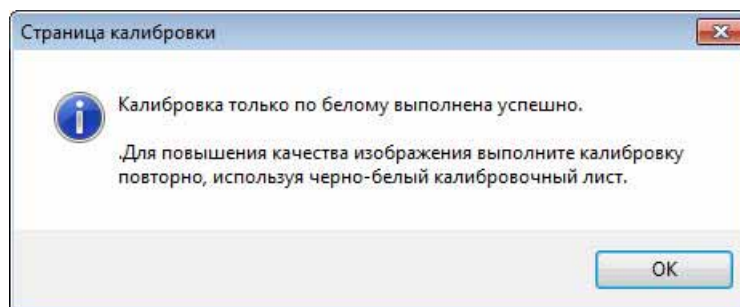 Страница калибровки
Калибровка только по белому выполнена успешно.
.Для повышения качества изображения выполните калибровку
повторно, используя черно-белый калибровочный лист.
ОК